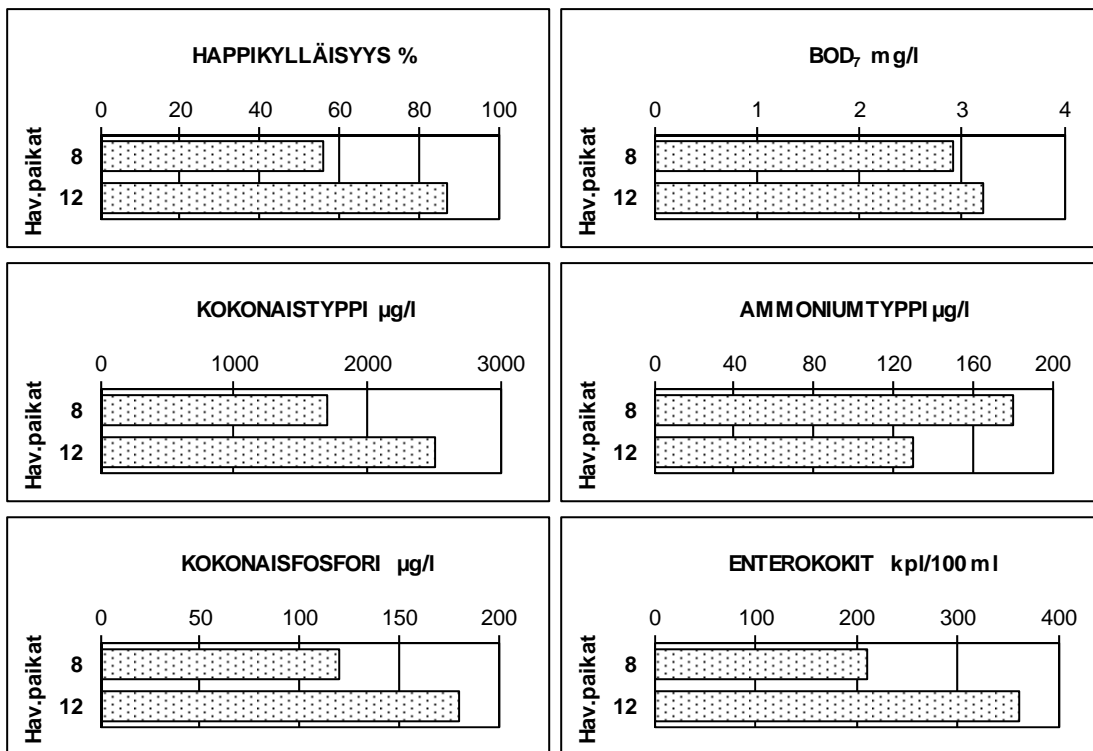 HAPPIKYLLÄISYYS %
0 20 40 60 80 100
Hav.paikat
8
12
BOD₇ mg/l
0 1 2 3 4
Hav.paikat
8
12
KOKONAISTYPPI µg/l
0 1000 2000 3000
Hav.paikat
8
12
AMMONIUMTYPPI µg/l
0 40 80 120 160 200
Hav.paikat
8
12
KOKONAISFOSFORI µg/l
0 50 100 150 200
Hav.paikat
8
12
ENTEROKOKIT kpl/100 ml
0 100 200 300 400
Hav.paikat
8
12